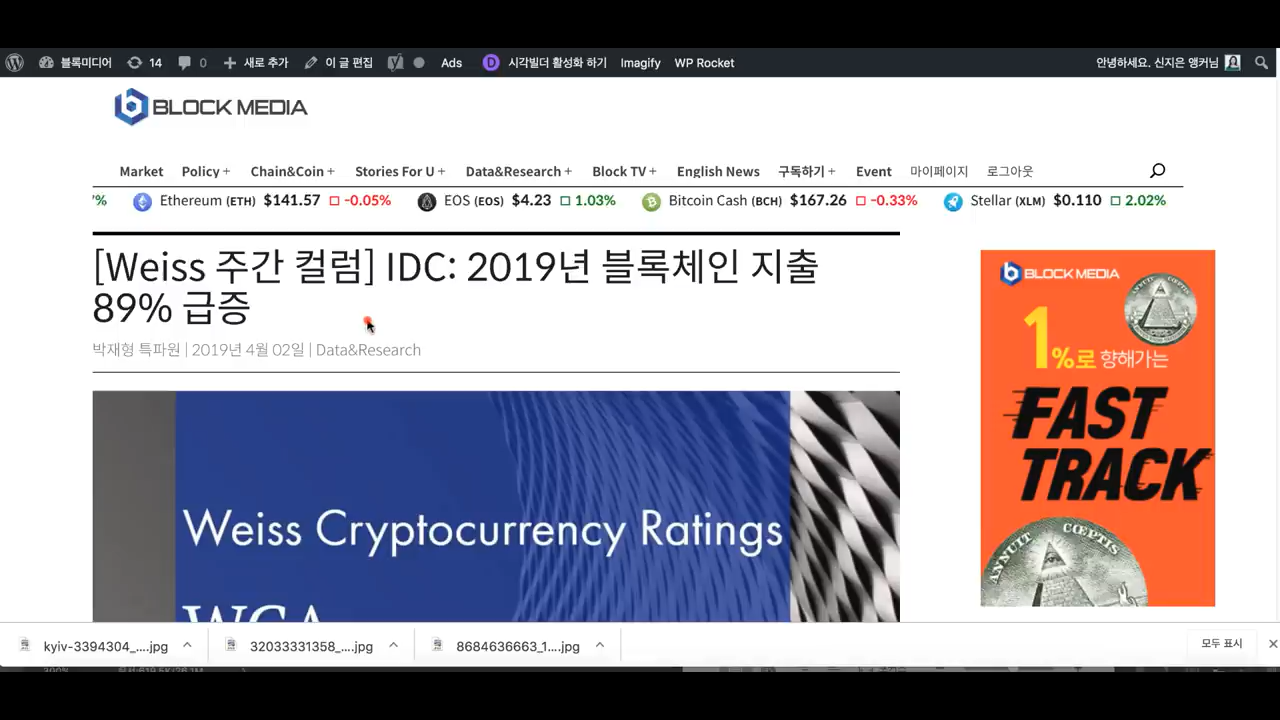 블록미디어 14 0 새로 추가 이 글 편집 Ads D 시각빌더 활성화 하기 Imagify WP Rocket 안녕하세요. 신지은 앵커님
BLOCK MEDIA
Market Policy + Chain&Coin + Stories For U + Data&Research + Block TV + English News 구독하기 + Event 마이페이지 로그아웃
% Ethereum (ETH) $141.57 -0.05% EOS (EOS) $4.23 1.03% Bitcoin Cash (BCH) $167.26 -0.33% Stellar (XLM) $0.110 2.02%
[Weiss 주간 컬럼] IDC: 2019년 블록체인 지출
89% 급증
박재형 특파원 | 2019년 4월 02일 | Data&Research
Weiss Cryptocurrency Ratings
WCA
BLOCK MEDIA
1%로 향해가는
FAST
TRACK
ANNUIT CŒPTIS
kyiv-3394304_....jpg 32033331358_....jpg 8684636663_1....jpg 모두 표시